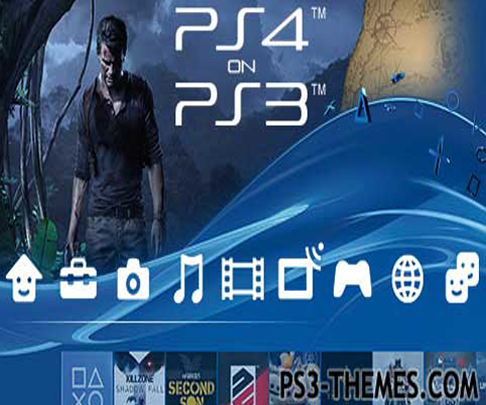 PS4™
ON
PS3™
KILLZONE
SHADOW FALL
SECOND
SON
PS3-THEMES.COM